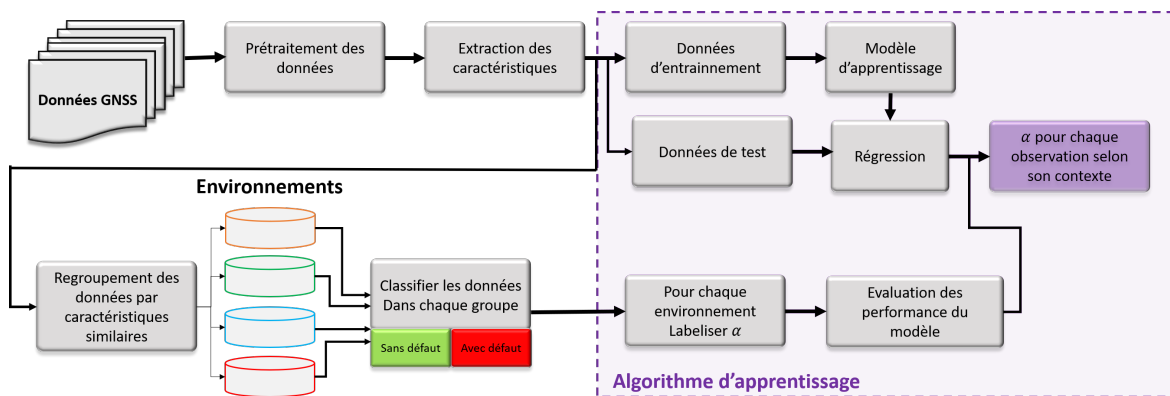 Données GNSS
Prétraitement des
données
Extraction des
caractéristiques
Données
d'entrainnement
Modèle
d'apprentissage
Données de test
Régression
α pour chaque
observation selon
son contexte
Environnements
Regroupement des
données par
caractéristiques
similaires
Classifier les données
Dans chaque groupe
Sans défaut
Avec défaut
Pour chaque
environnement
Labeliser α
Evaluation des
performance du
modèle
Algorithme d'apprentissage